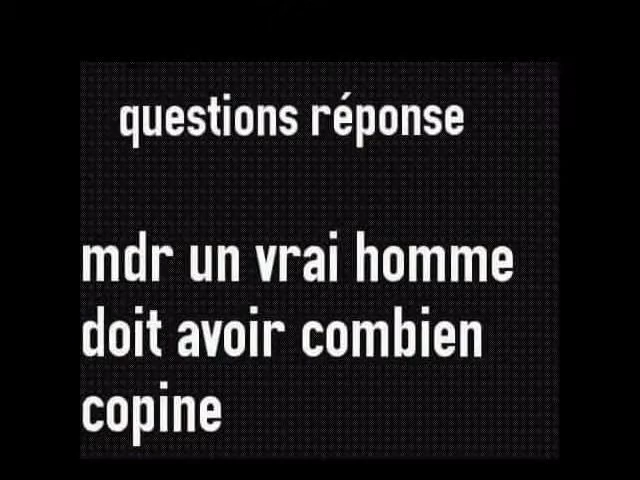 questions réponse
mdr un vrai homme
doit avoir combien
copine